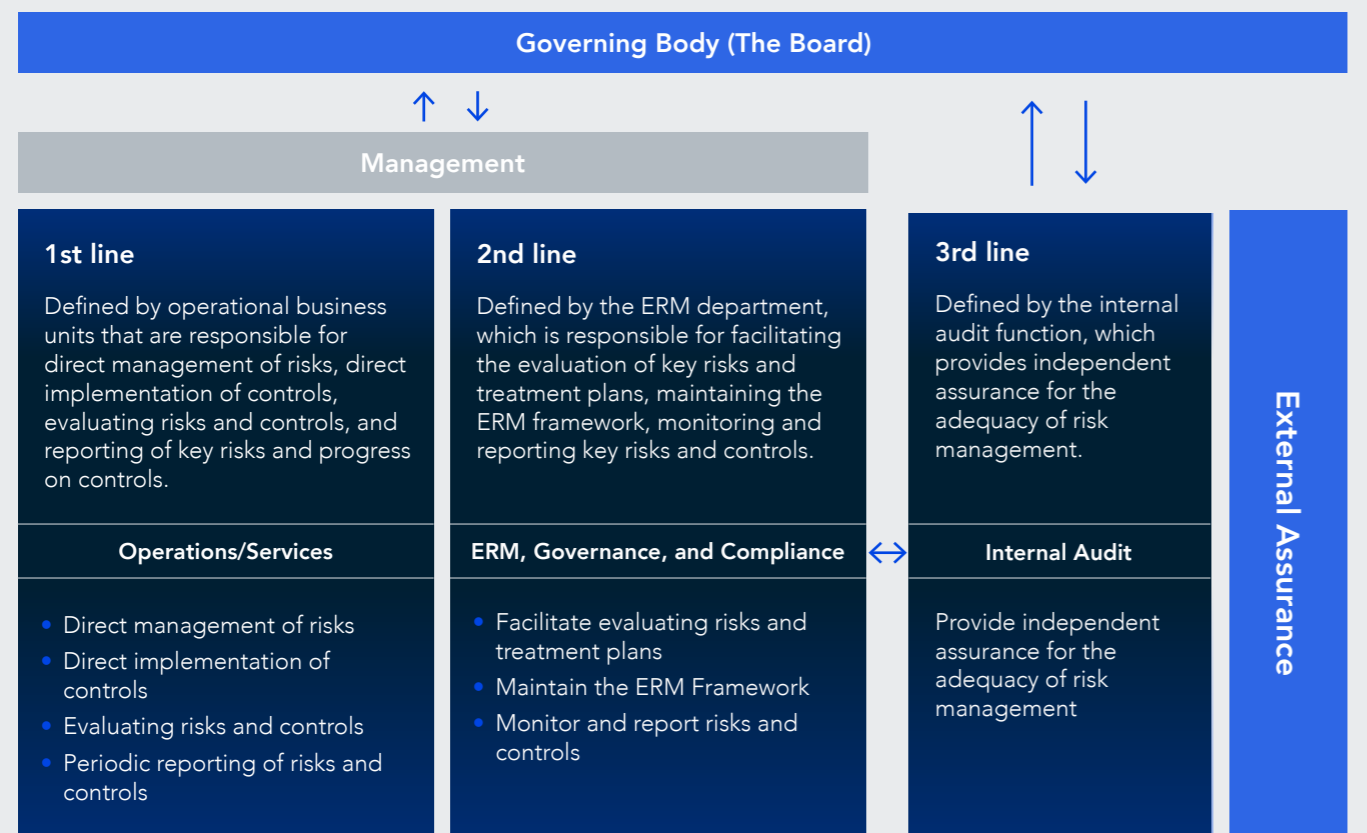 Governing Body (The Board)
Management
1st line
Defined by operational business
units that are responsible for
direct management of risks, direct
implementation of controls,
evaluating risks and controls, and
reporting of key risks and progress
on controls.
Operations/Services
Direct management of risks
Direct implementation of
controls
Evaluating risks and controls
Periodic reporting of risks and
controls
2nd line
Defined by the ERM department,
which is responsible for facilitating
the evaluation of key risks and
treatment plans, maintaining the
ERM framework, monitoring and
reporting key risks and controls.
ERM, Governance, and Compliance
Facilitate evaluating risks and
treatment plans
Maintain the ERM Framework
Monitor and report risks and
controls
3rd line
Defined by the internal
audit function, which
provides independent
assurance for the
adequacy of risk
management.
Internal Audit
Provide independent
assurance for the
adequacy of risk
management
External Assurance